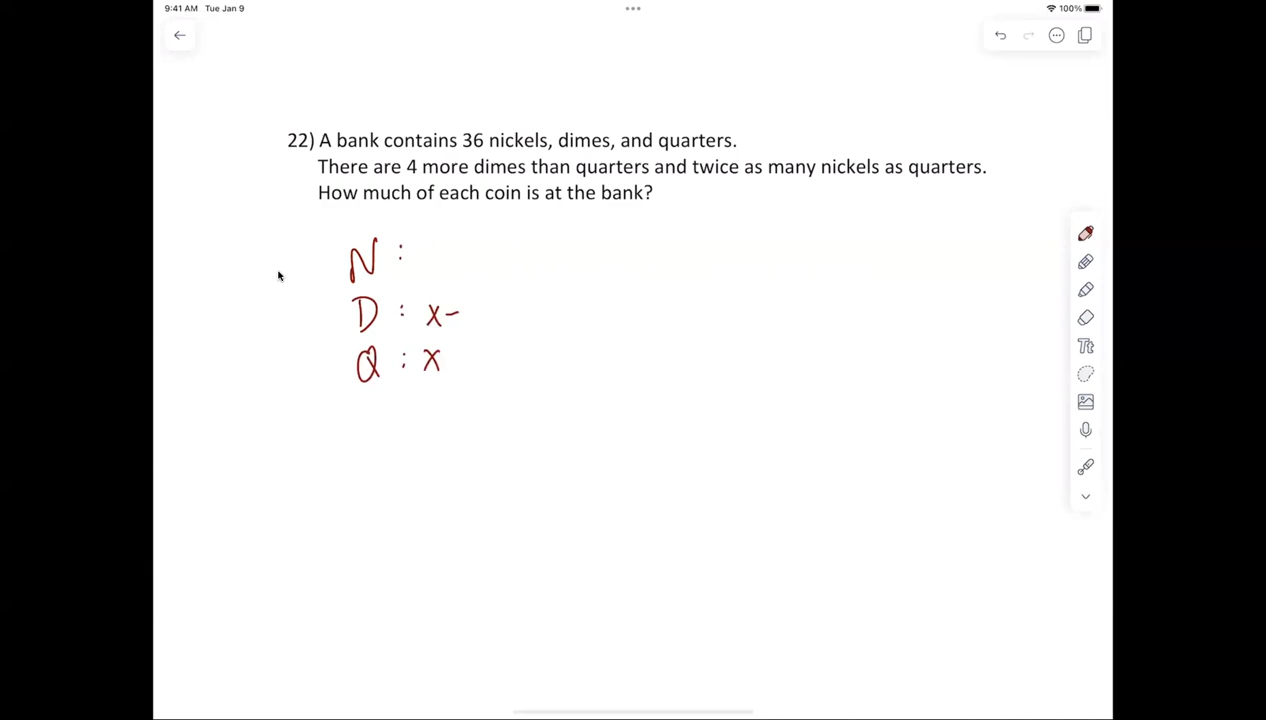 9:41 AM Tue Jan 9
100%
22) A bank contains 36 nickels, dimes, and quarters.
There are 4 more dimes than quarters and twice as many nickels as quarters.
How much of each coin is at the bank?
N :
D : x-
Q : x
Tt